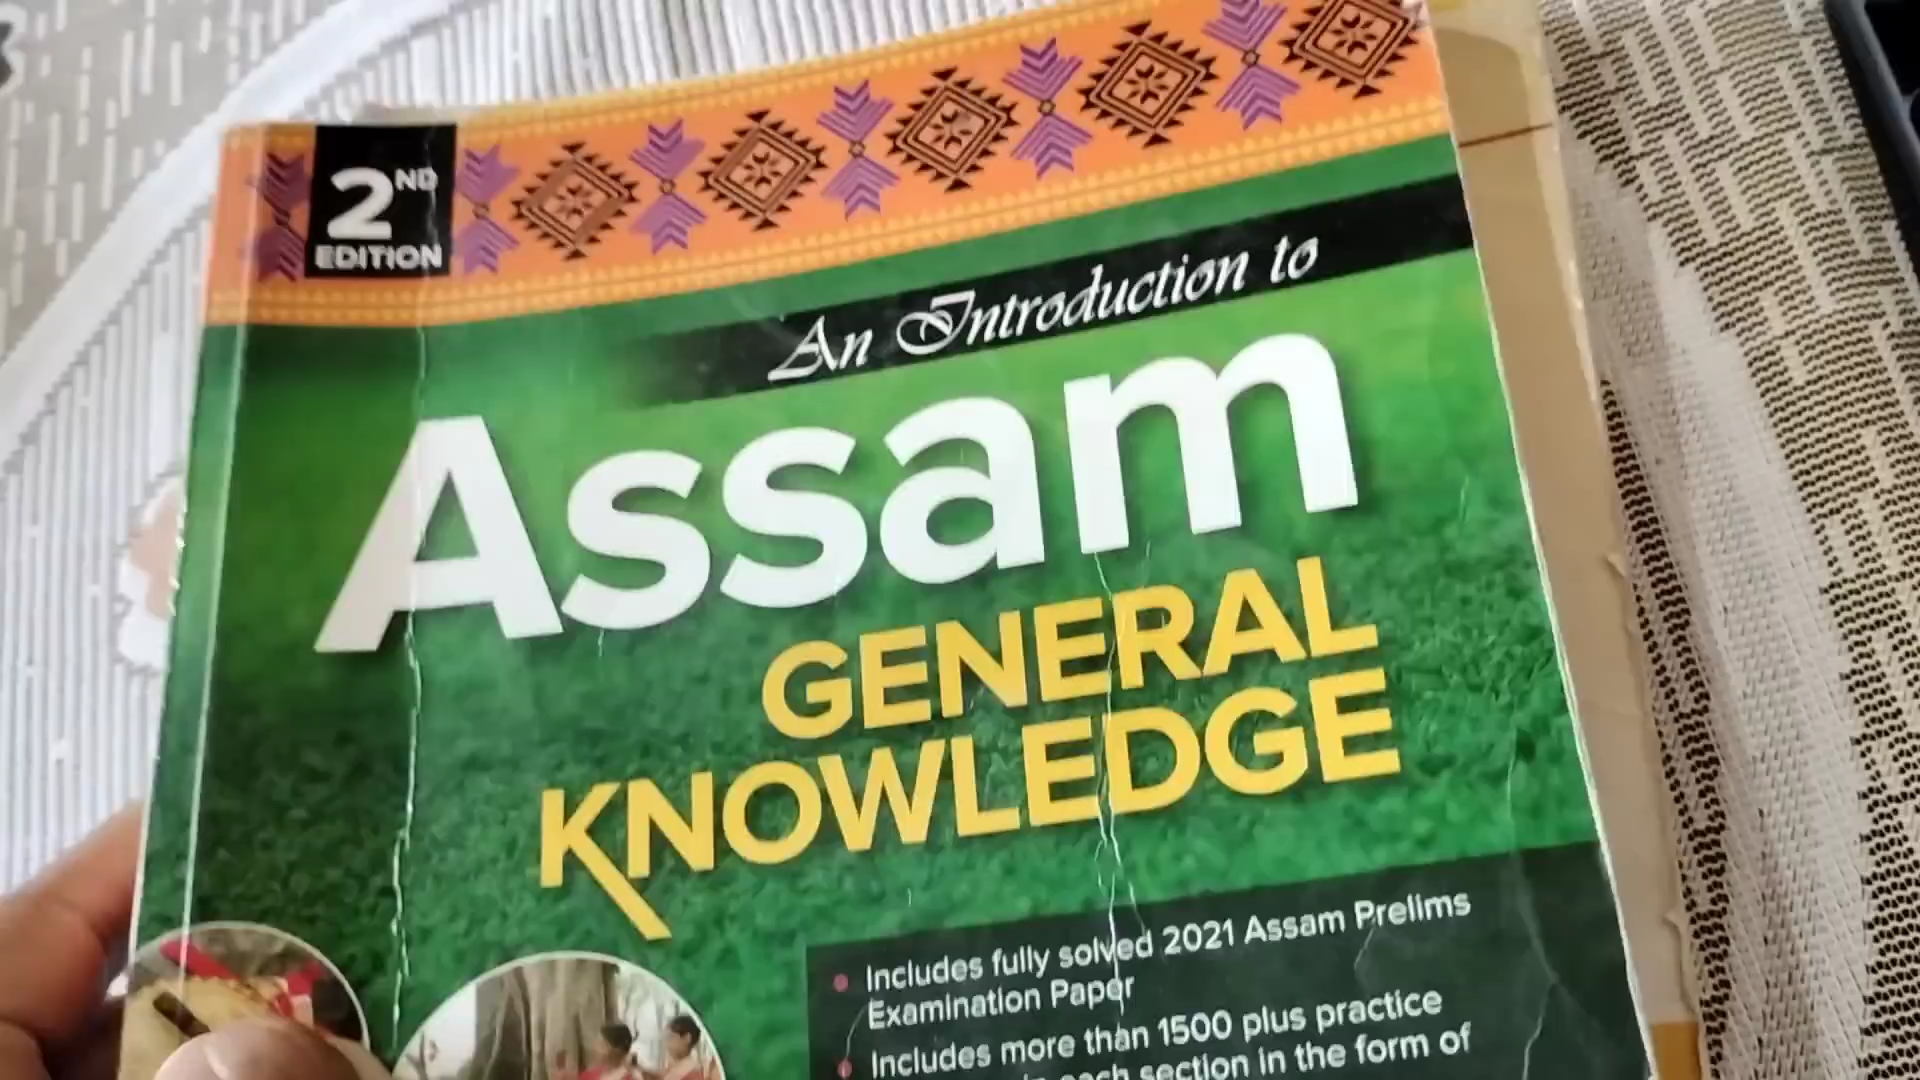 2ND
EDITION
An Introduction to
Assam
GENERAL
KNOWLEDGE
Includes fully solved 2021 Assam Prelims
Examination Paper
Includes more than 1500 plus practice
in each section in the form of